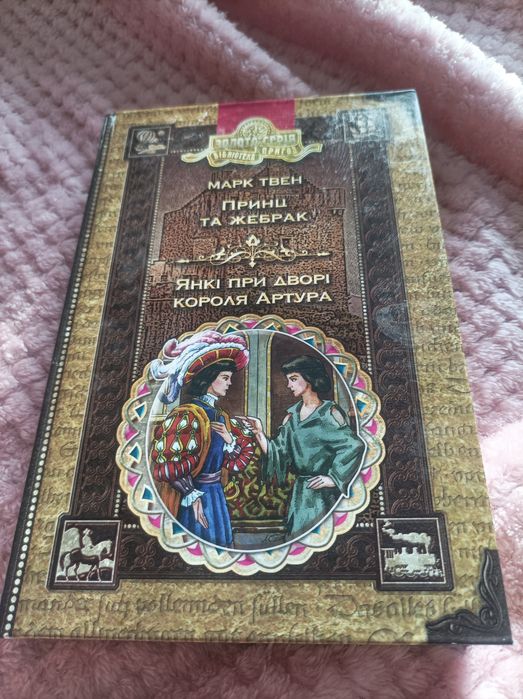 ЗОЛОТА СЕРІЯ
БІБЛІОТЕКА ПРИГОД
МАРК ТВЕН
ПРИНЦ
ТА ЖЕБРАК
ЯНКІ ПРИ ДВОРІ
КОРОЛЯ АРТУРА